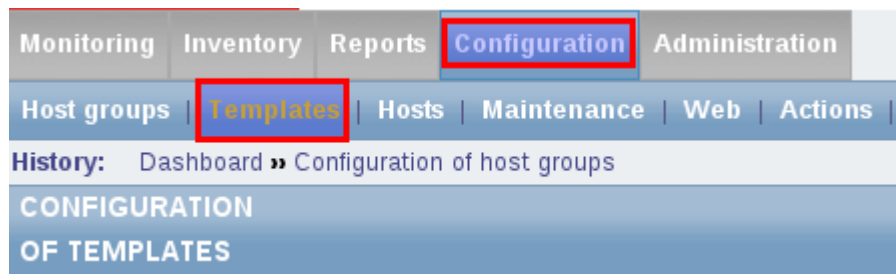 Monitoring Inventory Reports Configuration Administration
Host groups | Templates | Hosts | Maintenance | Web | Actions |
History: Dashboard » Configuration of host groups
CONFIGURATION
OF TEMPLATES